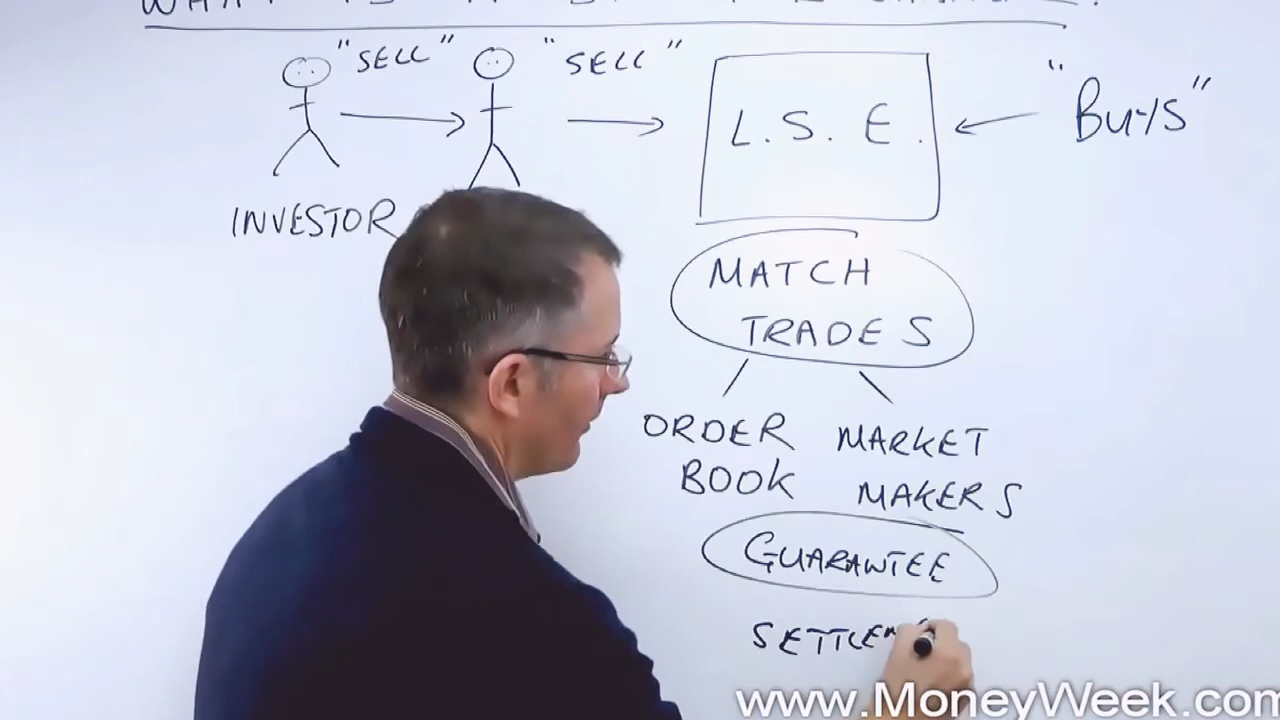 "SELL" "SELL"
L.S.E.
"BUYS"
INVESTOR
MATCH
TRADES
ORDER MARKET
BOOK MAKERS
GUARANTEE
www.MoneyWeek.com